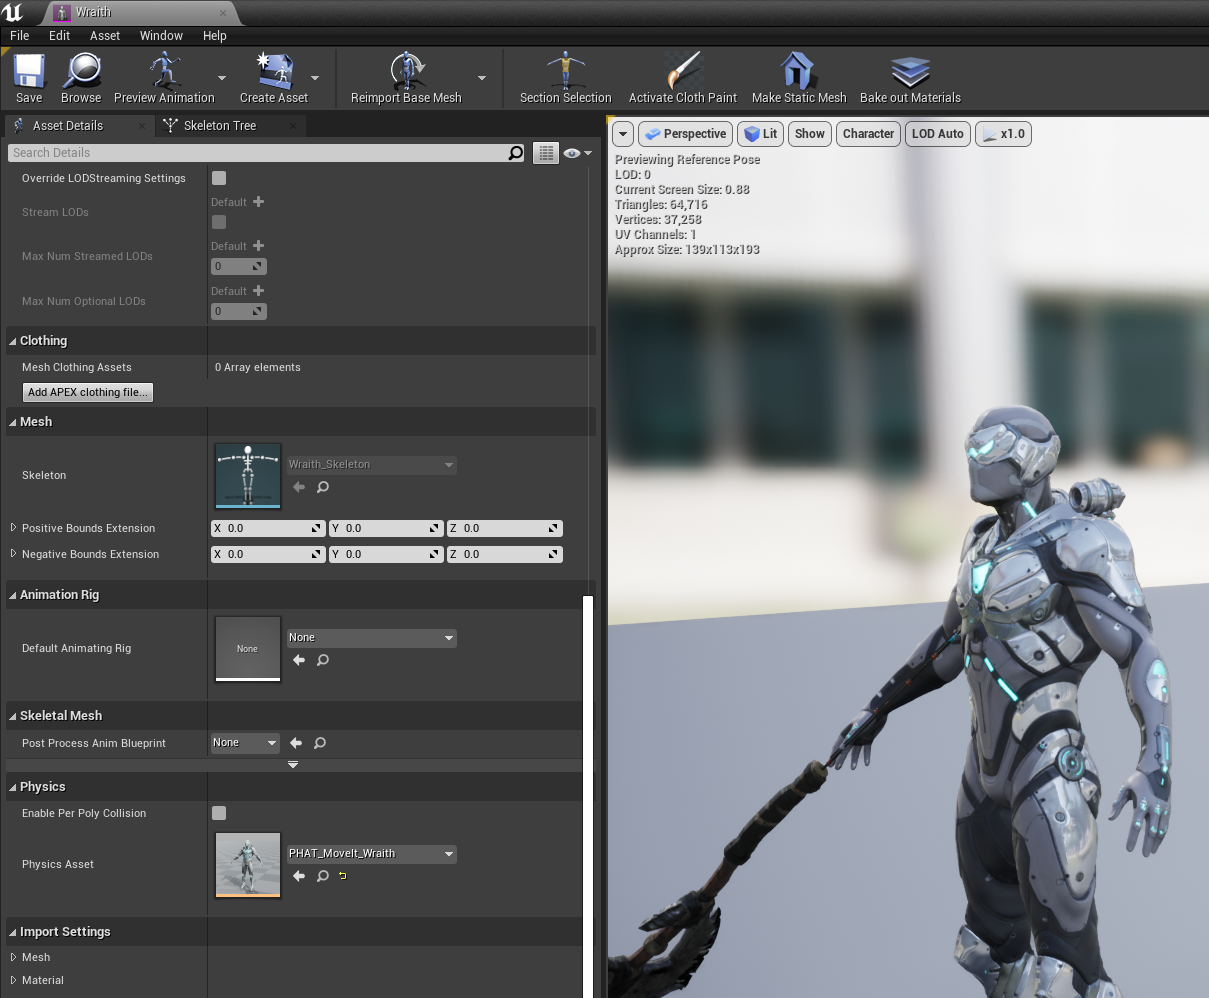 Wraith
File Edit Asset Window Help
Save Browse Preview Animation Create Asset Reimport Base Mesh Section Selection Activate Cloth Paint Make Static Mesh Bake out Materials
Asset Details Skeleton Tree
Search Details
Override LODStreaming Settings
Stream LODs
Default
Max Num Streamed LODs
Default
0
Max Num Optional LODs
Default
0
Clothing
Mesh Clothing Assets 0 Array elements
Add APEX clothing file...
Mesh
Skeleton
Wraith_Skeleton
Positive Bounds Extension X 0.0 Y 0.0 Z 0.0
Negative Bounds Extension X 0.0 Y 0.0 Z 0.0
Animation Rig
Default Animating Rig
None
None
Skeletal Mesh
Post Process Anim Blueprint None
Physics
Enable Per Poly Collision
Physics Asset
PHAT_MoveIt_Wraith
Import Settings
Mesh
Material
Perspective Lit Show Character LOD Auto x1.0
Previewing Reference Pose
LOD: 0
Current Screen Size: 0.88
Triangles: 64,716
Vertices: 37,258
UV Channels: 1
Approx Size: 139x113x193